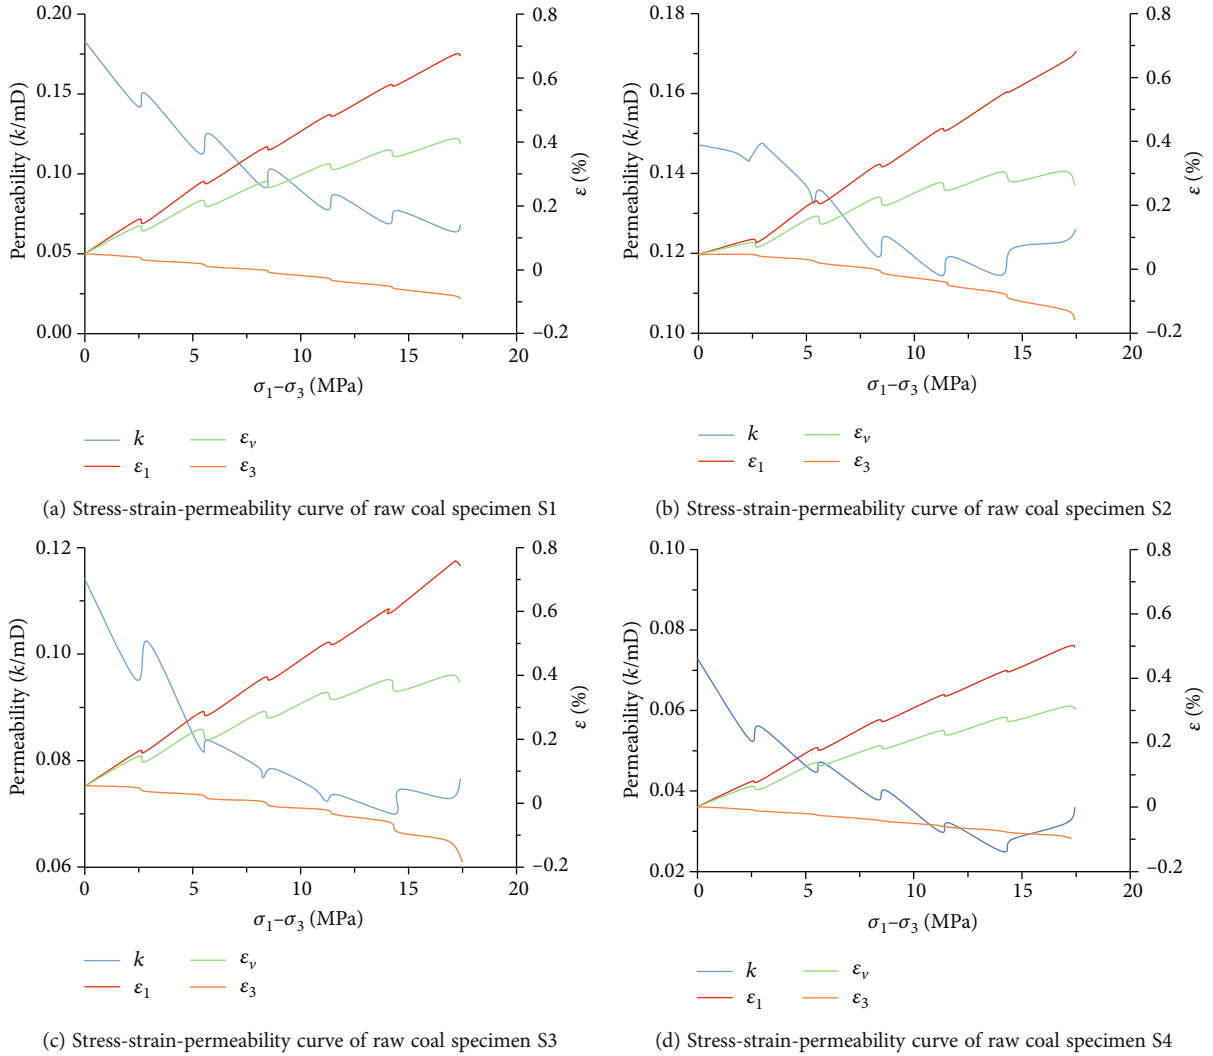 0.20
0.15
0.10
0.05
0.00
Permeability (k/mD)
0.8
0.6
0.4
0.2
0
−0.2
ε (%)
0 5 10 15 20
σ1–σ3 (MPa)
k εv
ε1 ε3
(a) Stress-strain-permeability curve of raw coal specimen S1
0.18
0.16
0.14
0.12
0.10
Permeability (k/mD)
0.8
0.6
0.4
0.2
0
−0.2
ε (%)
0 5 10 15 20
σ1–σ3 (MPa)
k εv
ε1 ε3
(b) Stress-strain-permeability curve of raw coal specimen S2
0.12
0.10
0.08
0.06
Permeability (k/mD)
0.8
0.6
0.4
0.2
0
−0.2
ε (%)
0 5 10 15 20
σ1–σ3 (MPa)
k εv
ε1 ε3
(c) Stress-strain-permeability curve of raw coal specimen S3
0.10
0.08
0.06
0.04
0.02
Permeability (k/mD)
0.8
0.6
0.4
0.2
0
−0.2
ε (%)
0 5 10 15 20
σ1–σ3 (MPa)
k εv
ε1 ε3
(d) Stress-strain-permeability curve of raw coal specimen S4